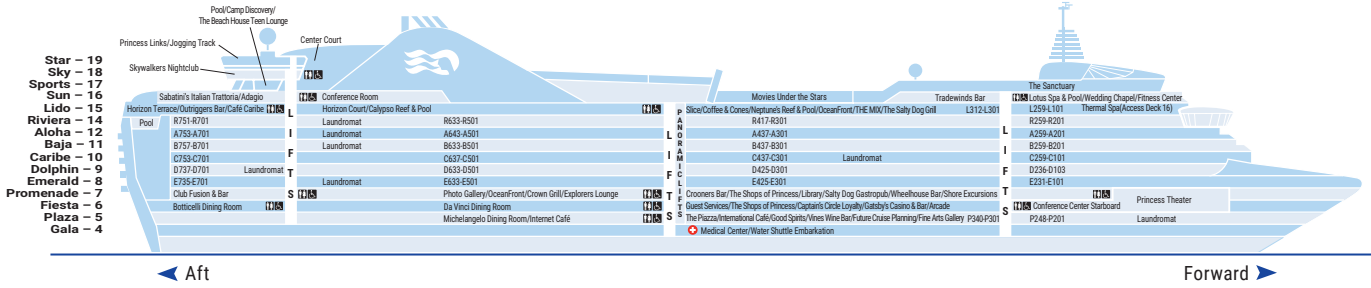 Pool/Camp Discovery/
The Beach House Teen Lounge
Princess Links/Jogging Track
Center Court
Skywalkers Nightclub
Star – 19
Sky – 18
Sports – 17
The Sanctuary
Sun – 16 Sabatini's Italian Trattoria/Adagio Conference Room Movies Under the Stars Tradewinds Bar Lotus Spa & Pool/Wedding Chapel/Fitness Center
Lido – 15 Horizon Terrace/Outriggers Bar/Café Caribe Horizon Court/Calypso Reef & Pool Slice/Coffee & Cones/Neptune's Reef & Pool/OceanFront/THE MIX/The Salty Dog Grill L312-L301 L259-L101 Thermal Spa(Access Deck 16)
Riviera – 14 Pool R751-R701 Laundromat R633-R501 R417-R301 R259-R201
Aloha – 12 A753-A701 Laundromat A643-A501 A437-A301 A259-A201
Baja – 11 B757-B701 Laundromat B633-B501 B437-B301 B259-B201
Caribe – 10 C753-C701 C637-C501 C437-C301 Laundromat C259-C101
Dolphin – 9 D737-D701 Laundromat D633-D501 D425-D301 D236-D103
Emerald – 8 E735-E701 Laundromat E633-E501 E425-E301 E231-E101
Promenade – 7 Club Fusion & Bar Photo Gallery/OceanFront/Crown Grill/Explorers Lounge Crooners Bar/The Shops of Princess/Library/Salty Dog Gastropub/Wheelhouse Bar/Shore Excursions
Princess Theater
Fiesta – 6 Botticelli Dining Room Da Vinci Dining Room Guest Services/The Shops of Princess/Captain's Circle Loyalty/Gatsby's Casino & Bar/Arcade Conference Center Starboard
Plaza – 5 Michelangelo Dining Room/Internet Café The Piazza/International Café/Good Spirits/Vines Wine Bar/Future Cruise Planning/Fine Arts Gallery P340-P301 P248-P201 Laundromat
Gala – 4 Medical Center/Water Shuttle Embarkation
LIFTS
LIFTS
PANORAMIC LIFTS
LIFTS
Aft
Forward